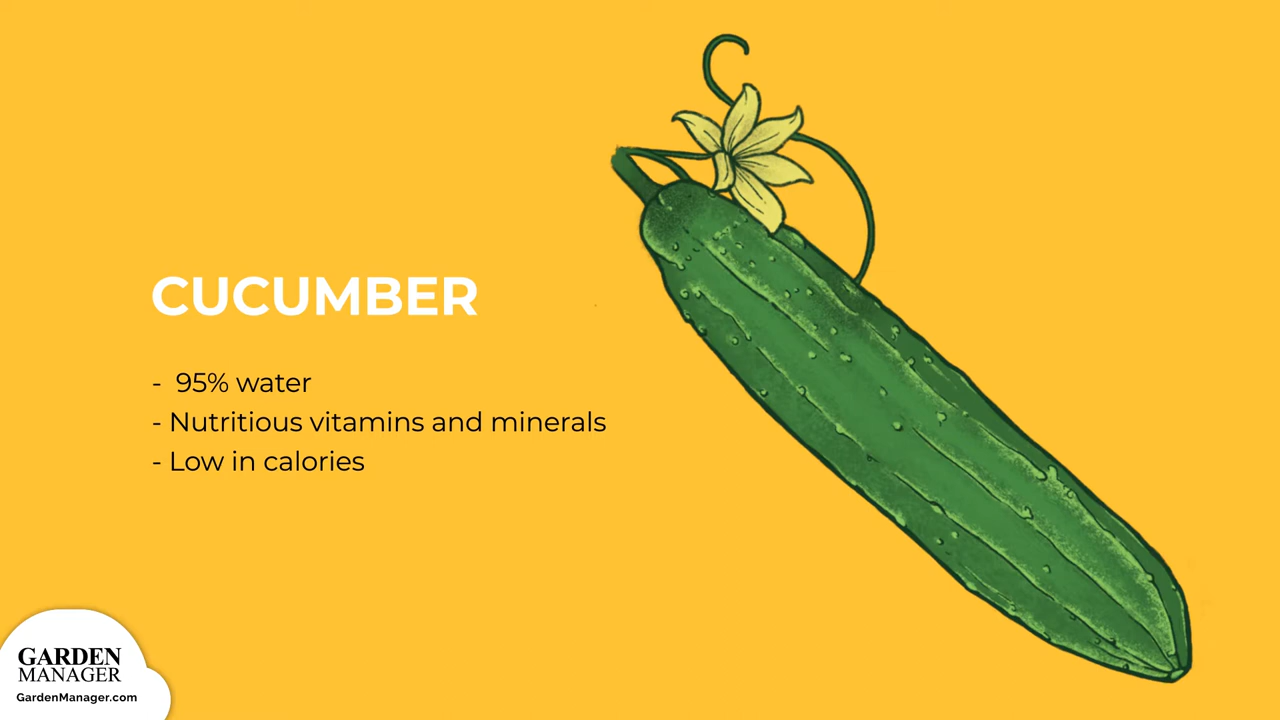 CUCUMBER
- 95% water
- Nutritious vitamins and minerals
- Low in calories
GARDEN
MANAGER
GardenManager.com